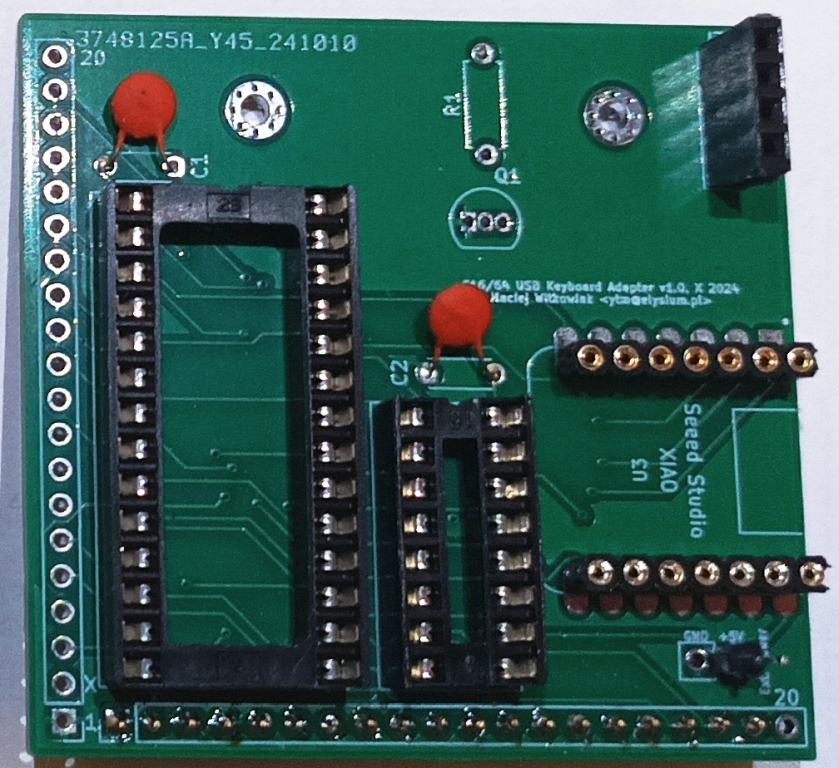 3748125A_Y45_241010
20
C1
R1
Q1
28
C16/64 USB Keyboard Adapter v1.0, X 2024
Maciej Witkowiak <ytm@elysium.pl>
C2
Seeed Studio
XIAO
U3
GND +5V
X
1
20